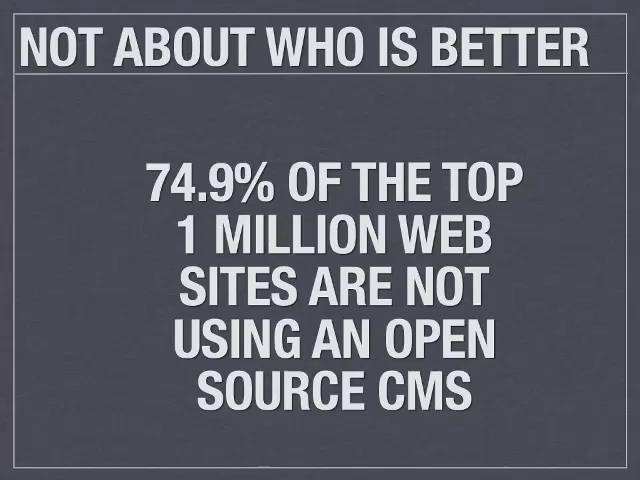 NOT ABOUT WHO IS BETTER
74.9% OF THE TOP
1 MILLION WEB
SITES ARE NOT
USING AN OPEN
SOURCE CMS